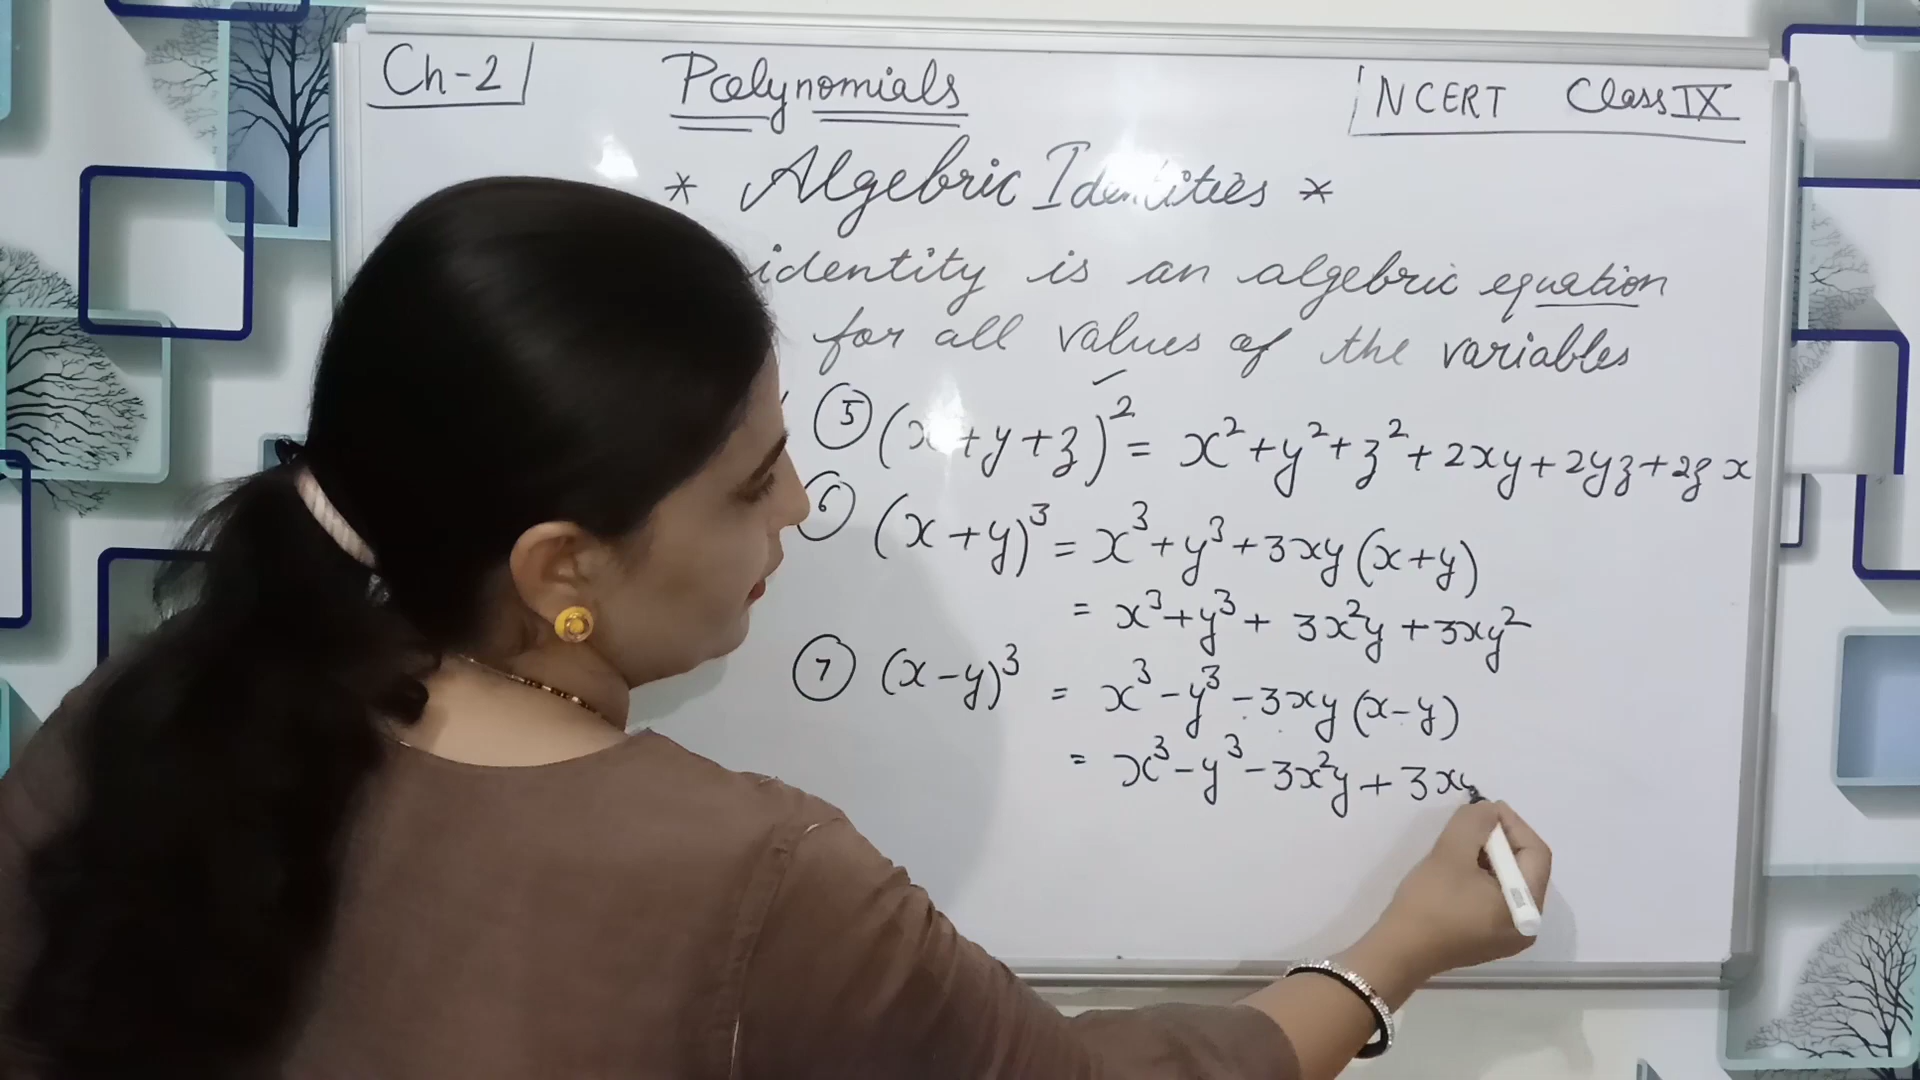 Ch-2 Polynomials NCERT Class IX
* Algebric Identities *
identity is an algebric equation
for all values of the variables
⑤ (x+y+z)² = x²+y²+z²+2xy+2yz+2zx
⑥ (x+y)³ = x³+y³+3xy(x+y)
= x³+y³+3x²y+3xy²
⑦ (x-y)³ = x³-y³-3xy(x-y)
= x³-y³-3x²y+3xy